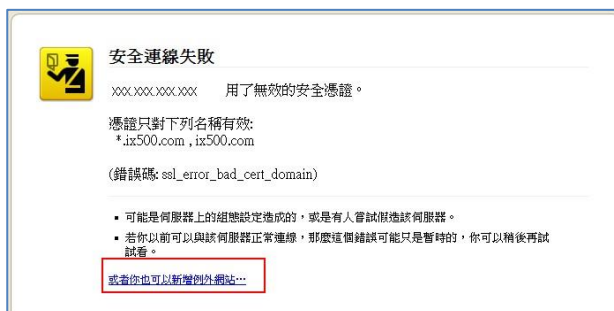 安全連線失敗
xxx.xxx.xxx.xxx 用了無效的安全憑證。
憑證只對下列名稱有效:
*.ix500.com , ix500.com
(錯誤碼: ssl_error_bad_cert_domain)
▪ 可能是伺服器上的組態設定造成的，或是有人嘗試假造該伺服器。
▪ 若你以前可以與該伺服器正常連線，那麼這個錯誤可能只是暫時的，你可以稍後再試
試看。
或者你也可以新增例外網站…